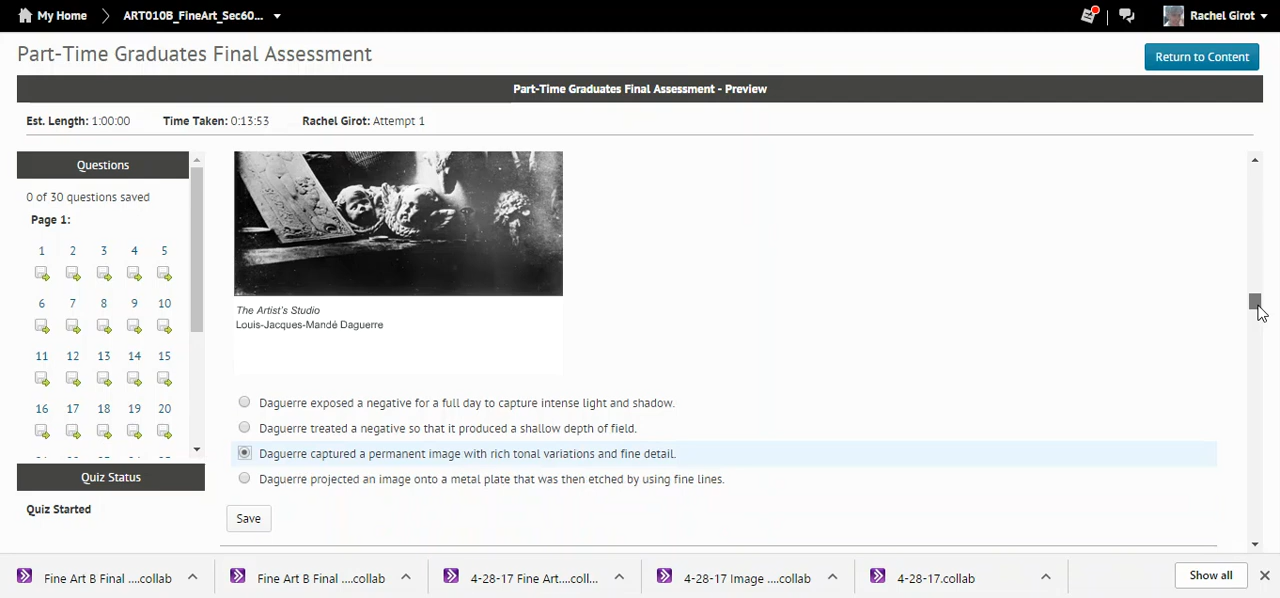 My Home
ART010B_FineArt_Sec60...
Rachel Girot
Part-Time Graduates Final Assessment
Return to Content
Part-Time Graduates Final Assessment - Preview
Est. Length: 1:00:00 Time Taken: 0:13:53 Rachel Girot: Attempt 1
Questions
0 of 30 questions saved
Page 1:
1 2 3 4 5
6 7 8 9 10
11 12 13 14 15
16 17 18 19 20
Quiz Status
Quiz Started
The Artist's Studio
Louis-Jacques-Mandé Daguerre
Daguerre exposed a negative for a full day to capture intense light and shadow.
Daguerre treated a negative so that it produced a shallow depth of field.
Daguerre captured a permanent image with rich tonal variations and fine detail.
Daguerre projected an image onto a metal plate that was then etched by using fine lines.
Save
Fine Art B Final ....collab
Fine Art B Final ....collab
4-28-17 Fine Art....coll...
4-28-17 Image ....collab
4-28-17.collab
Show all